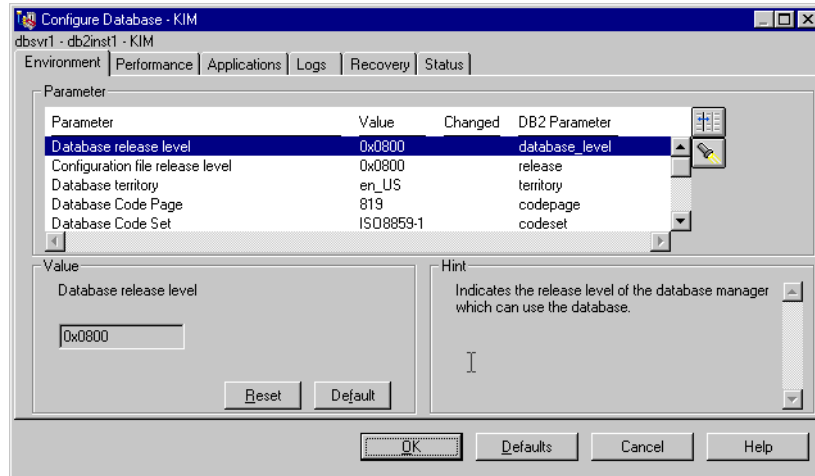 Configure Database - KIM
dbsvr1 - db2inst1 - KIM
Environment Performance Applications Logs Recovery Status
Parameter
Parameter Value Changed DB2 Parameter
Database release level 0x0800 database_level
Configuration file release level 0x0800 release
Database territory en_US territory
Database Code Page 819 codepage
Database Code Set ISO8859-1 codeset
Value
Database release level
0x0800
Reset Default
Hint
Indicates the release level of the database manager
which can use the database.
OK Defaults Cancel Help